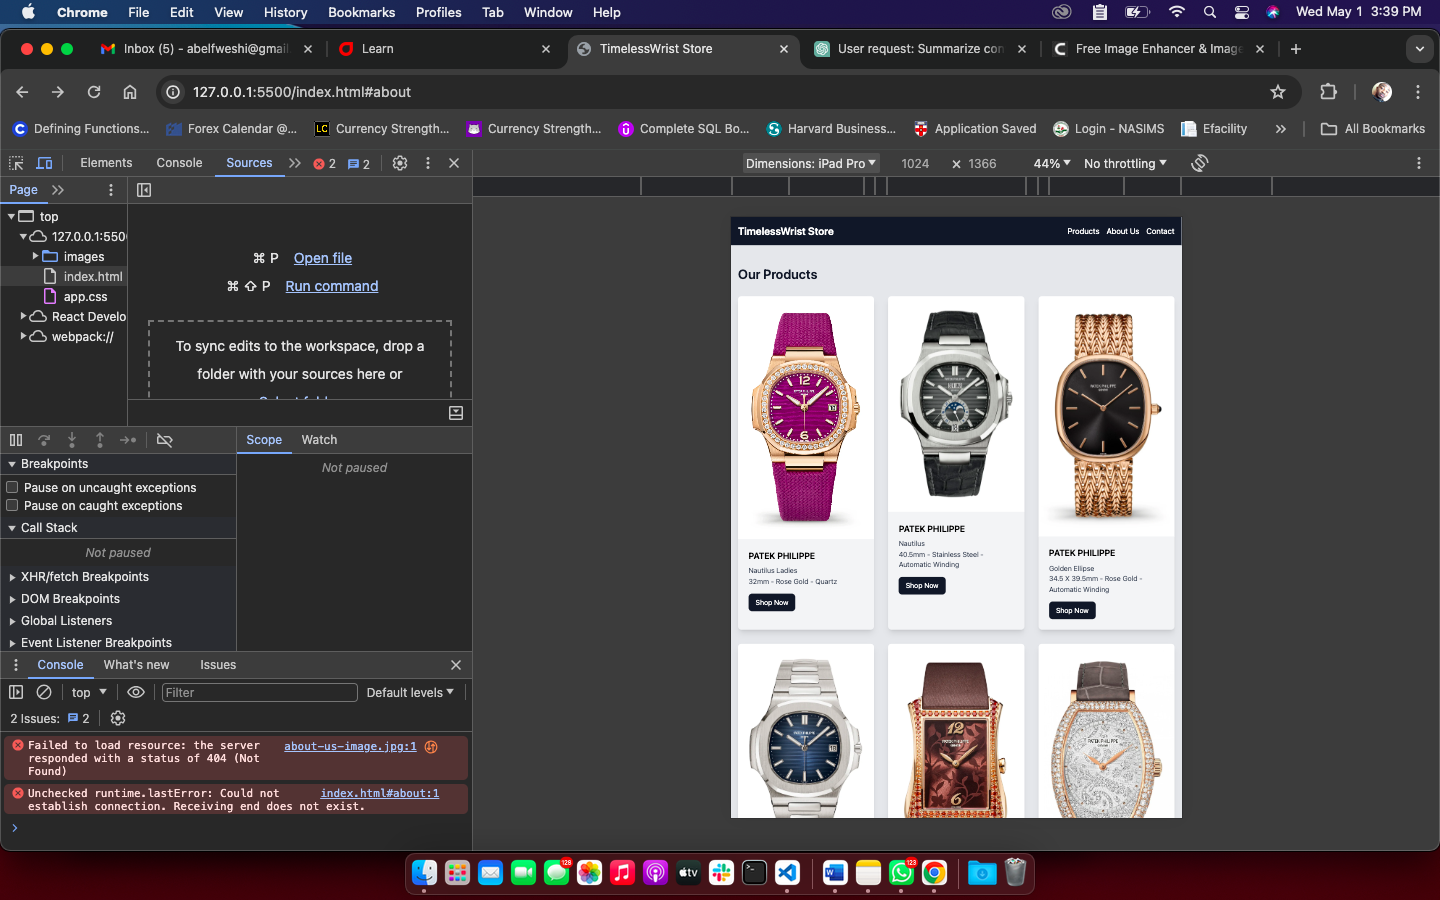 Chrome File Edit View History Bookmarks Profiles Tab Window Help Wed May 1 3:39 PM
Inbox (5) - abelfweshi@gmail Learn TimelessWrist Store User request: Summarize con Free Image Enhancer & Image
127.0.0.1:5500/index.html#about
Defining Functions... Forex Calendar @... LC Currency Strength... Currency Strength... Complete SQL Bo... Harvard Business... Application Saved Login - NASIMS Efacility >> All Bookmarks
Elements Console Sources >> 2 2
Dimensions: iPad Pro 1024 × 1366 44% No throttling
Page >>
top
127.0.0.1:550
images
index.html
app.css
React Develo
webpack://
⌘ P Open file
⌘ ⇧ P Run command
To sync edits to the workspace, drop a
folder with your sources here or
Scope Watch
Not paused
Breakpoints
Pause on uncaught exceptions
Pause on caught exceptions
Call Stack
Not paused
XHR/fetch Breakpoints
DOM Breakpoints
Global Listeners
Event Listener Breakpoints
Console What's new Issues
top Filter Default levels
2 Issues: 2
Failed to load resource: the server about-us-image.jpg:1
responded with a status of 404 (Not
Found)
Unchecked runtime.lastError: Could not index.html#about:1
establish connection. Receiving end does not exist.
TimelessWrist Store Products About Us Contact
Our Products
PATEK PHILIPPE
Nautilus Ladies
32mm - Rose Gold - Quartz
Shop Now
PATEK PHILIPPE
Nautilus
40.5mm - Stainless Steel -
Automatic Winding
Shop Now
PATEK PHILIPPE
Golden Ellipse
34.5 X 39.5mm - Rose Gold -
Automatic Winding
Shop Now
12
6
PATEK PHILIPPE
128
tv
123